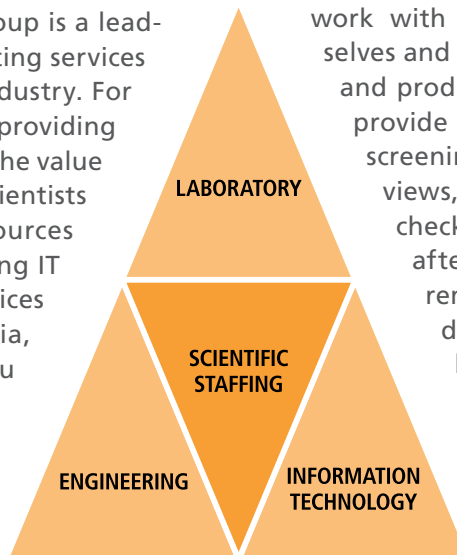 oup is a lead-
ting services
dustry. For
providing
he value
ientists
ources
ng IT
ices
ia,
u
work with
selves and
and prod
provide
screenin
views,
check
afte
rer
d
LABORATORY
SCIENTIFIC
STAFFING
ENGINEERING
INFORMATION
TECHNOLOGY